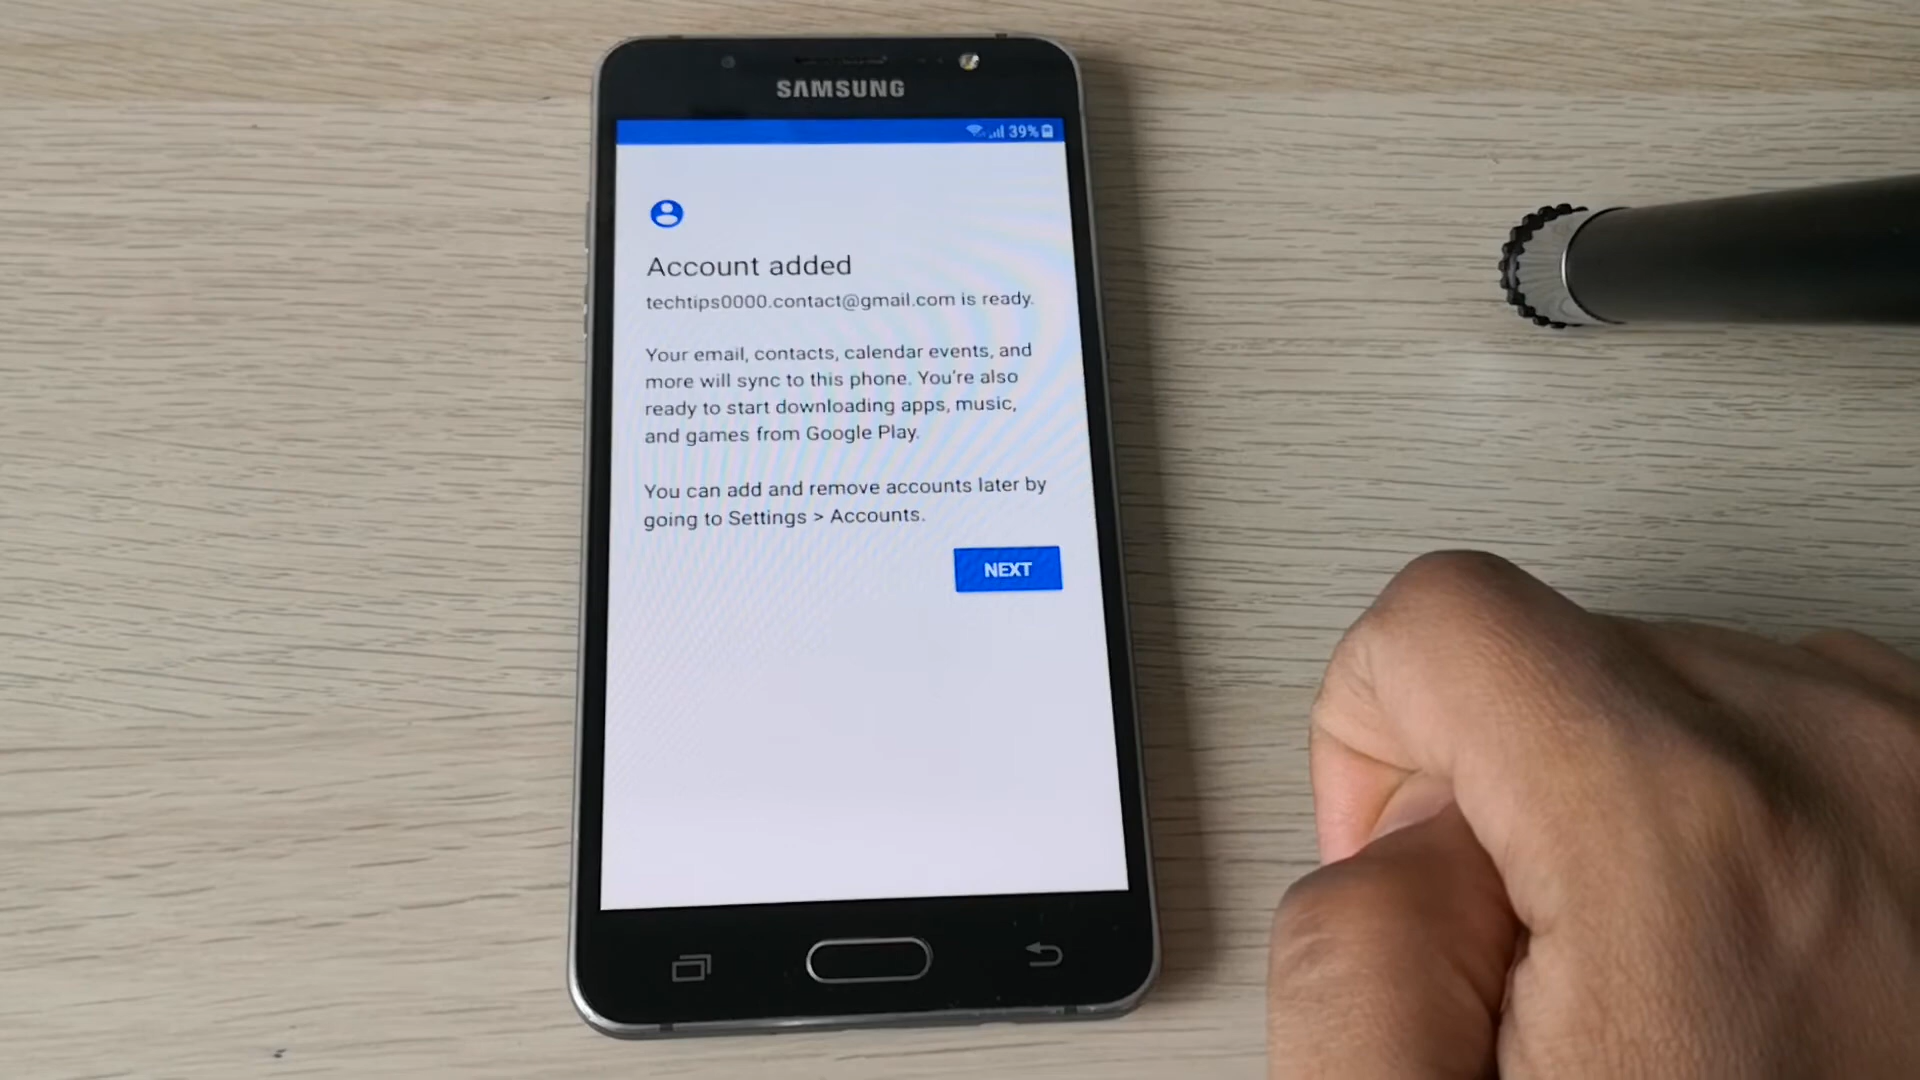 SAMSUNG
39%
Account added
techtips0000.contact@gmail.com is ready.
Your email, contacts, calendar events, and
more will sync to this phone. You're also
ready to start downloading apps, music,
and games from Google Play.
You can add and remove accounts later by
going to Settings > Accounts.
NEXT